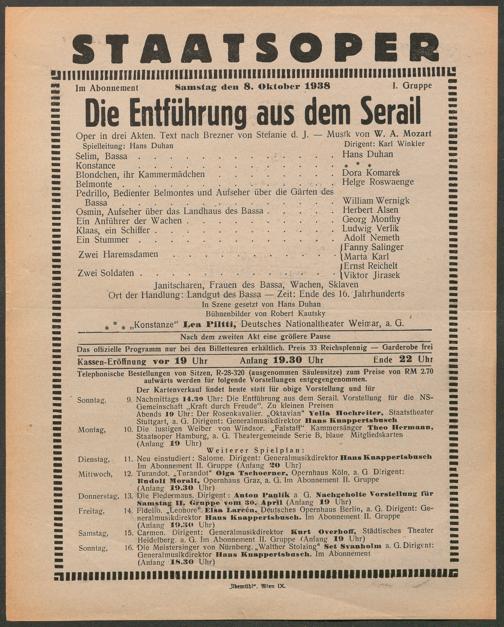 STAATSOPER
Im Abonnement Samstag den 8. Oktober 1938 I. Gruppe
Die Entführung aus dem Serail
Oper in drei Akten. Text nach Brezner von Stefanie d. J. — Musik von W. A. Mozart
Spielleitung: Hans Duhan Dirigent: Karl Winkler
Selim, Bassa Hans Duhan
Konstance * * *
Blondchen, ihr Kammermädchen Dora Komarek
Belmonte Helge Roswaenge
Pedrillo, Bedienter Belmontes und Aufseher über die Gärten des
Bassa William Wernigk
Osmin, Aufseher über das Landhaus des Bassa Herbert Alsen
Ein Anführer der Wachen Georg Monthy
Klaas, ein Schiffer Ludwig Verlik
Ein Stummer Adolf Nemeth
Zwei Haremsdamen Fanny Salinger
Marta Karl
Zwei Soldaten Ernst Reichelt
Viktor Jirasek
Janitscharen, Frauen des Bassa, Wachen, Sklaven
Ort der Handlung: Landgut des Bassa — Zeit: Ende des 16. Jahrhunderts
In Szene gesetzt von Hans Duhan
Bühnenbilder von Robert Kautsky
* * * „Konstanze" Lea Piltti, Deutsches Nationaltheater Weimar, a. G.
Nach dem zweiten Akt eine größere Pause
Das offizielle Programm nur bei den Billetteuren erhältlich. Preis 33 Reichspfennig — Garderobe frei
Kassen-Eröffnung vor 19 Uhr Anfang 19.30 Uhr Ende 22 Uhr
Telephonische Bestellungen von Sitzen, R-28-320 (ausgenommen Säulensitze) zum Preise von RM 2.70
aufwärts werden für folgende Vorstellungen entgegengenommen.
Der Kartenverkauf findet heute statt für obige Vorstellung und für
Sonntag, 9. Nachmittags 14.30 Uhr: Die Entführung aus dem Serail. Vorstellung für die NS-
Gemeinschaft „Kraft durch Freude". Zu kleinen Preisen
Abends 19 Uhr: Der Rosenkavalier. „Oktavian" Yella Hochreiter, Staatstheater
Stuttgart, a. G. Dirigent: Generalmusikdirektor Hans Knappertsbusch
Montag, 10. Die lustigen Weiber von Windsor. „Falstaff" Kammersänger Theo Hermann,
Staatsoper Hamburg, a. G. Theatergemeinde Serie B, blaue Mitgliedskarten
(Anfang 19 Uhr)
Weiterer Spielplan:
Dienstag, 11. Neu einstudiert: Salome. Dirigent: Generalmusikdirektor Hans Knappertsbusch
Im Abonnement II. Gruppe (Anfang 20 Uhr)
Mittwoch, 12. Turandot. „Turandot" Olga Tschoerner, Opernhaus Köln, a. G. Dirigent:
Rudolf Moralt, Opernhaus Graz, a. G. Im Abonnement II. Gruppe
(Anfang 19.30 Uhr)
Donnerstag, 13. Die Fledermaus. Dirigent: Anton Paulik a. G. Nachgeholte Vorstellung für
Samstag II. Gruppe vom 30. April (Anfang 19 Uhr)
Freitag, 14. Fidelio. „Leonore" Elsa Larcén, Deutsches Opernhaus Berlin, a. G. Dirigent: Ge-
neralmusikdirektor Hans Knappertsbusch. Im Abonnement II. Gruppe
(Anfang 19.30 Uhr)
Samstag, 15. Carmen. Dirigent: Generalmusikdirektor Kurt Overhoff, Städtisches Theater
Heidelberg, a. G. Im Abonnement II. Gruppe (Anfang 19 Uhr)
Sonntag, 16. Die Meistersinger von Nürnberg. „Walther Stolzing" Set Svanholm a. G. Dirigent:
Generalmusikdirektor Hans Knappertsbusch. Im Abonnement
(Anfang 18.30 Uhr)
„Thomühl", Wien IX.